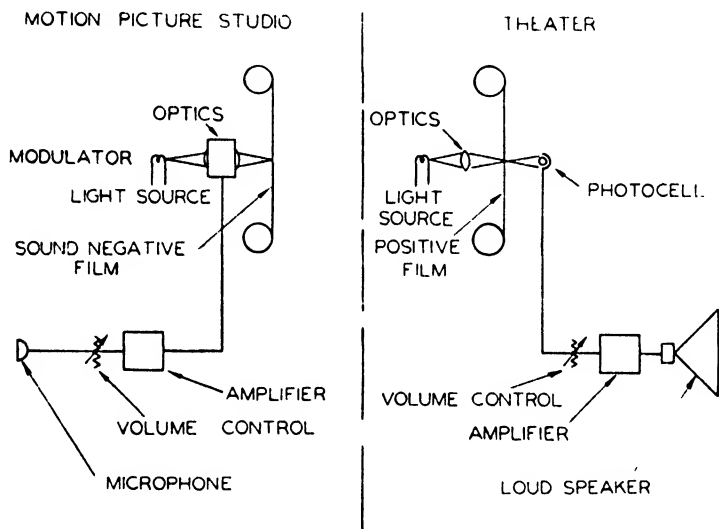 MOTION PICTURE STUDIO
OPTICS
MODULATOR
LIGHT SOURCE
SOUND NEGATIVE
FILM
AMPLIFIER
VOLUME CONTROL
MICROPHONE
THEATER
OPTICS
PHOTOCELL
LIGHT
SOURCE
POSITIVE
FILM
VOLUME CONTROL
AMPLIFIER
LOUD SPEAKER